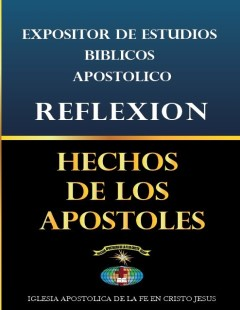 EXPOSITOR DE ESTUDIOS
BIBLICOS
APOSTOLICO
REFLEXION
HECHOS
DE LOS
APOSTOLES
IGLESIA APOSTOLICA DE LA FE EN CRISTO JESUS